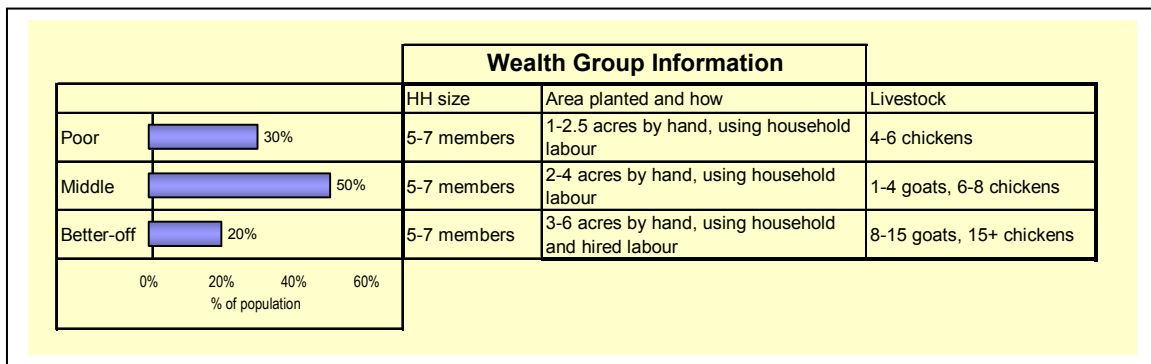 Wealth Group Information
HH size
Area planted and how
Livestock
Poor
30%
5-7 members
1-2.5 acres by hand, using household
labour
4-6 chickens
Middle
50%
5-7 members
2-4 acres by hand, using household
labour
1-4 goats, 6-8 chickens
Better-off
20%
5-7 members
3-6 acres by hand, using household
and hired labour
8-15 goats, 15+ chickens
0% 20% 40% 60%
% of population